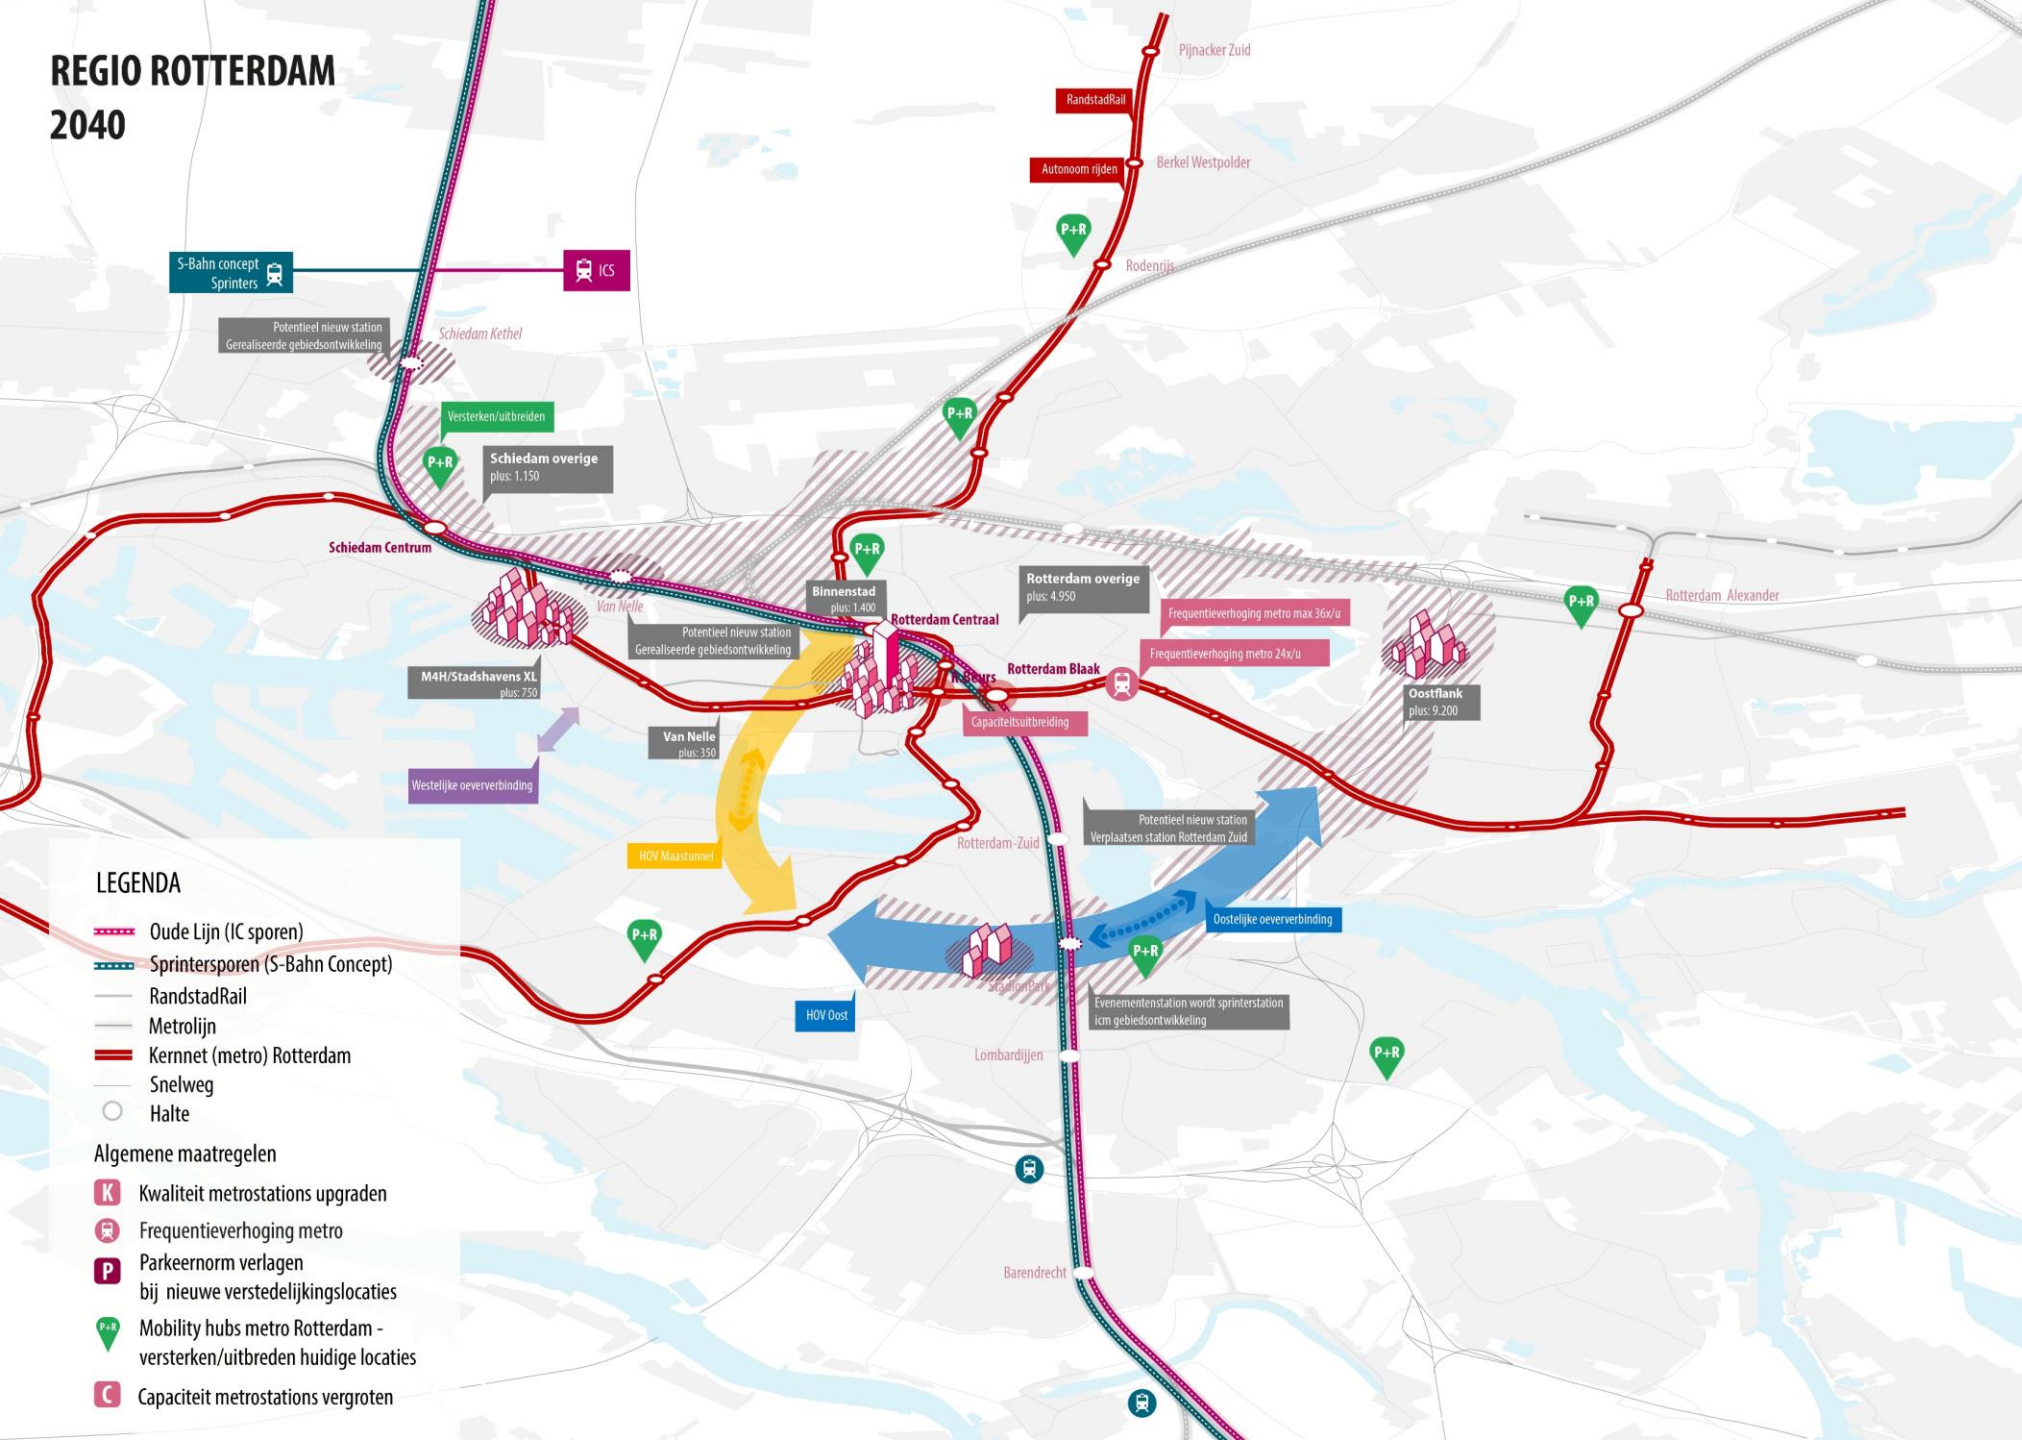 REGIO ROTTERDAM
2040
Pijnacker Zuid
RandstadRail
Berkel Westpolder
Autonoom rijden
P+R
Rodenrijs
S-Bahn concept
Sprinters
ICS
Potentieel nieuw station
Gerealiseerde gebiedsontwikkeling
Schiedam Kethel
Versterken/uitbreiden
P+R
P+R
Schiedam overige
plus: 1.150
Schiedam Centrum
P+R
Van Nelle
Binnenstad
plus: 1.400
Rotterdam Centraal
Rotterdam overige
plus: 4.950
Frequentieverhoging metro max 36x/u
Frequentieverhoging metro 24x/u
P+R
Rotterdam Alexander
Potentieel nieuw station
Gerealiseerde gebiedsontwikkeling
M4H/Stadshavens XL
plus: 750
R Beurs
Rotterdam Blaak
Capaciteitsuitbreiding
Oostflank
plus: 9.200
Van Nelle
plus: 350
Westelijke oeververbinding
Potentieel nieuw station
Verplaatsen station Rotterdam Zuid
Rotterdam-Zuid
HOV Maastunnel
Oostelijke oeververbinding
P+R
P+R
StadionPark
HOV Oost
Evenementenstation wordt sprinterstation
icm gebiedsontwikkeling
Lombardijen
P+R
Barendrecht
LEGENDA
Oude Lijn (IC sporen)
Sprintersporen (S-Bahn Concept)
RandstadRail
Metrolijn
Kernnet (metro) Rotterdam
Snelweg
Halte
Algemene maatregelen
K Kwaliteit metrostations upgraden
Frequentieverhoging metro
P Parkeernorm verlagen
bij nieuwe verstedelijkingslocaties
P+R Mobility hubs metro Rotterdam -
versterken/uitbreden huidige locaties
C Capaciteit metrostations vergroten